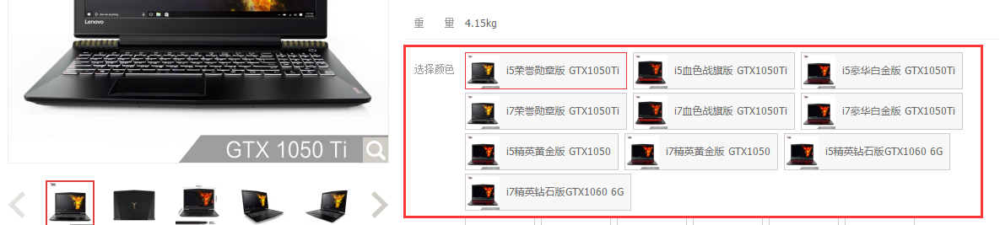 Lenovo
GTX 1050 Ti
重 量 4.15kg
选择颜色
i5荣誉勋章版 GTX1050Ti
i5血色战旗版 GTX1050Ti
i5豪华白金版 GTX1050Ti
i7荣誉勋章版 GTX1050Ti
i7血色战旗版 GTX1050Ti
i7豪华白金版 GTX1050Ti
i5精英黄金版 GTX1050
i7精英黄金版 GTX1050
i5精英钻石版GTX1060 6G
i7精英钻石版GTX1060 6G